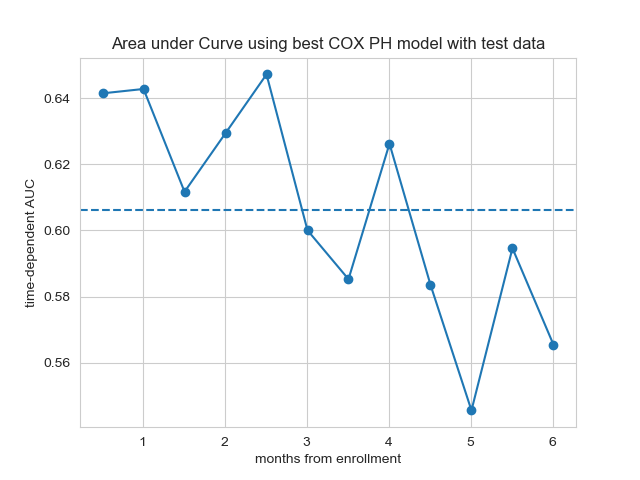 Area under Curve using best COX PH model with test data
time-dependent AUC
0.64
0.62
0.60
0.58
0.56
1 2 3 4 5 6
months from enrollment